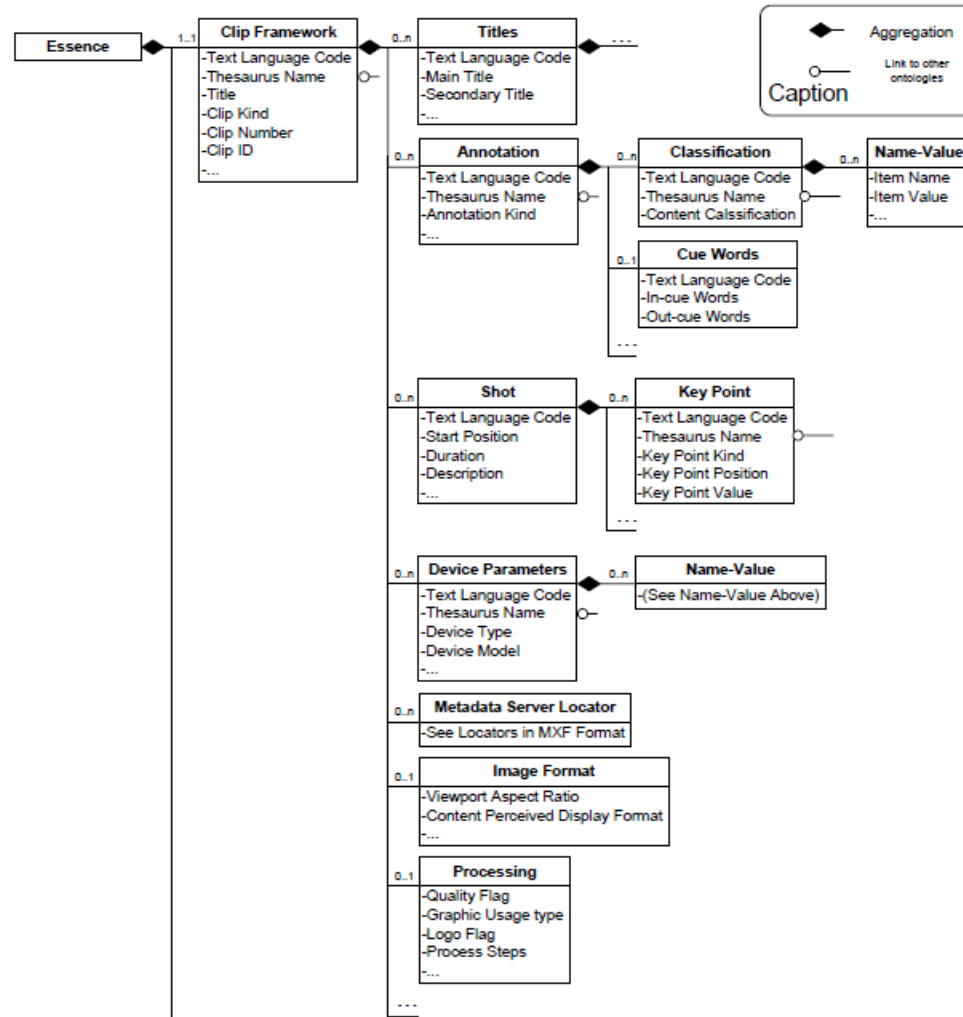 Essence
1..1
Clip Framework
-Text Language Code
-Thesaurus Name
-Title
-Clip Kind
-Clip Number
-Clip ID
-...
0..n
Titles
-Text Language Code
-Main Title
-Secondary Title
-...
- - -
Aggregation
Link to other
ontologies
Caption
0..n
Annotation
-Text Language Code
-Thesaurus Name
-Annotation Kind
-...
0..n
Classification
-Text Language Code
-Thesaurus Name
-Content Calssification
0..n
Name-Value
-Item Name
-Item Value
-...
0..1
Cue Words
-Text Language Code
-In-cue Words
-Out-cue Words
- - -
0..n
Shot
-Text Language Code
-Start Position
-Duration
-Description
-...
0..n
Key Point
-Text Language Code
-Thesaurus Name
-Key Point Kind
-Key Point Position
-Key Point Value
- - -
0..n
Device Parameters
-Text Language Code
-Thesaurus Name
-Device Type
-Device Model
-...
0..n
Name-Value
-(See Name-Value Above)
0..n
Metadata Server Locator
-See Locators in MXF Format
0..1
Image Format
-Viewport Aspect Ratio
-Content Perceived Display Format
-...
0..1
Processing
-Quality Flag
-Graphic Usage type
-Logo Flag
-Process Steps
-...
- - -